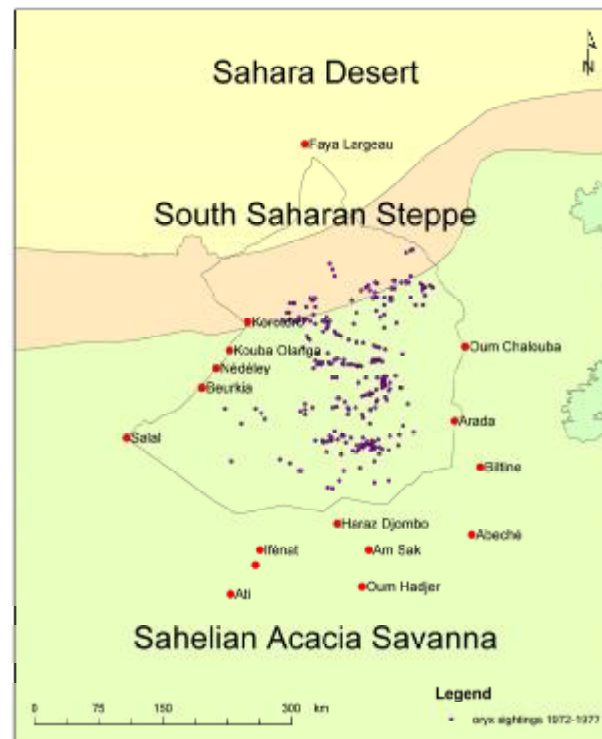 Sahara Desert
N
Faya Largeau
South Saharan Steppe
Korotoro
Kouba Olanga
Oum Chalouba
Nédéley
Beurkia
Arada
Salal
Biltine
Haraz Djombo
Abeché
Ifénat
Am Sak
Oum Hadjer
Ati
Sahelian Acacia Savanna
Legend
0 75 150 300 km
oryx sightings 1972-1977